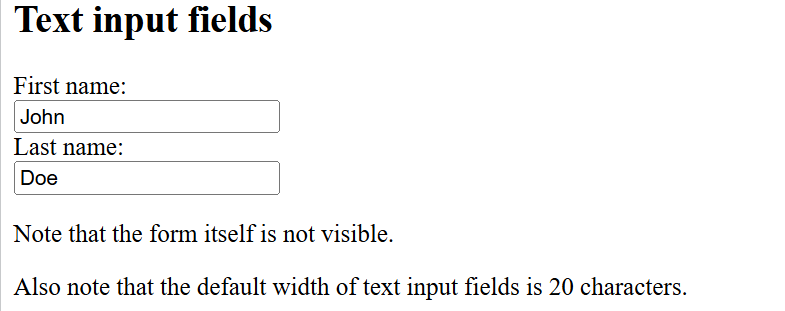 Text input fields
First name:
John
Last name:
Doe
Note that the form itself is not visible.
Also note that the default width of text input fields is 20 characters.